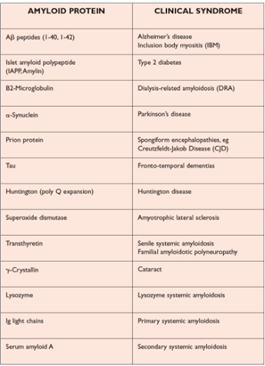 AMYLOID PROTEIN CLINICAL SYNDROME
Aβ peptides (1-40, 1-42) Alzheimer's disease
Inclusion body myositis (IBM)
Islet amyloid polypeptide Type 2 diabetes
(IAPP, Amylin)
B2-Microglobulin Dialysis-related amyloidosis (DRA)
α-Synuclein Parkinson's disease
Prion protein Spongiform encephalopathies, eg
Creutzfeldt-Jakob Disease (CJD)
Tau Fronto-temporal dementias
Huntington (poly Q expansion) Huntington disease
Superoxide dismutase Amyotrophic lateral sclerosis
Transthyretin Senile systemic amyloidosis
Familial amyloidotic polyneuropathy
γ-Crystallin Cataract
Lysozyme Lysozyme systemic amyloidosis
Ig light chains Primary systemic amyloidosis
Serum amyloid A Secondary systemic amyloidosis